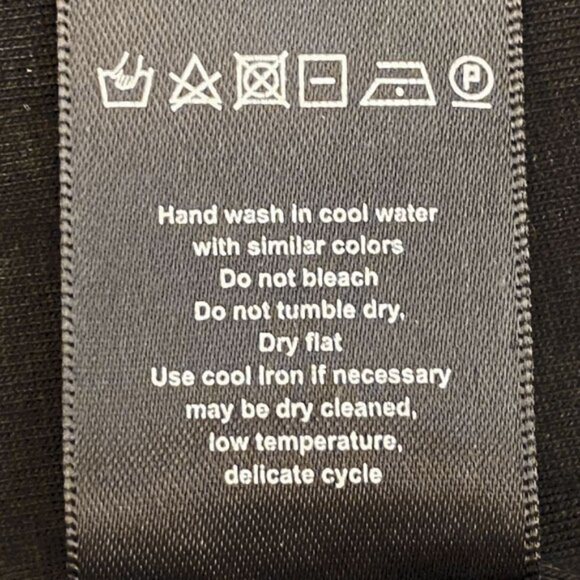 P
Hand wash in cool water
with similar colors
Do not bleach
Do not tumble dry,
Dry flat
Use cool iron if necessary
may be dry cleaned,
low temperature,
delicate cycle